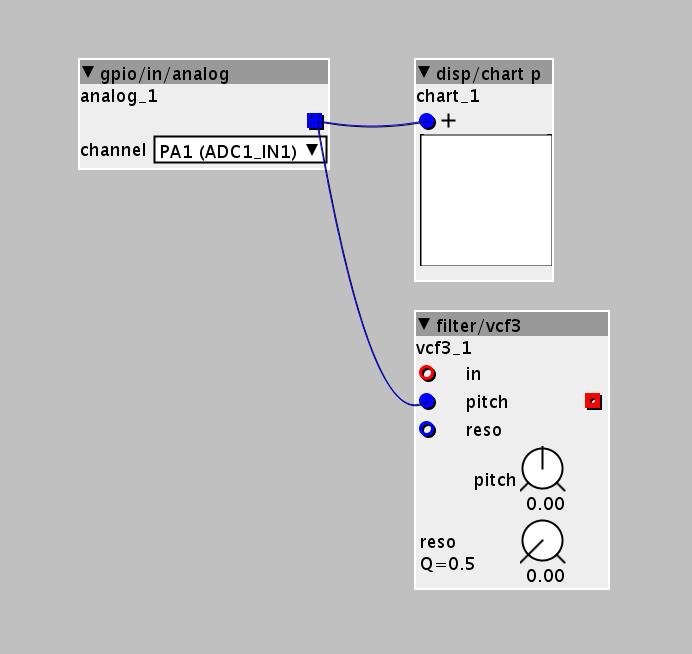 gpio/in/analog
analog_1
channel PA1 (ADC1_IN1)
disp/chart p
chart_1
+
filter/vcf3
vcf3_1
in
pitch
reso
pitch
0.00
reso
Q=0.5
0.00